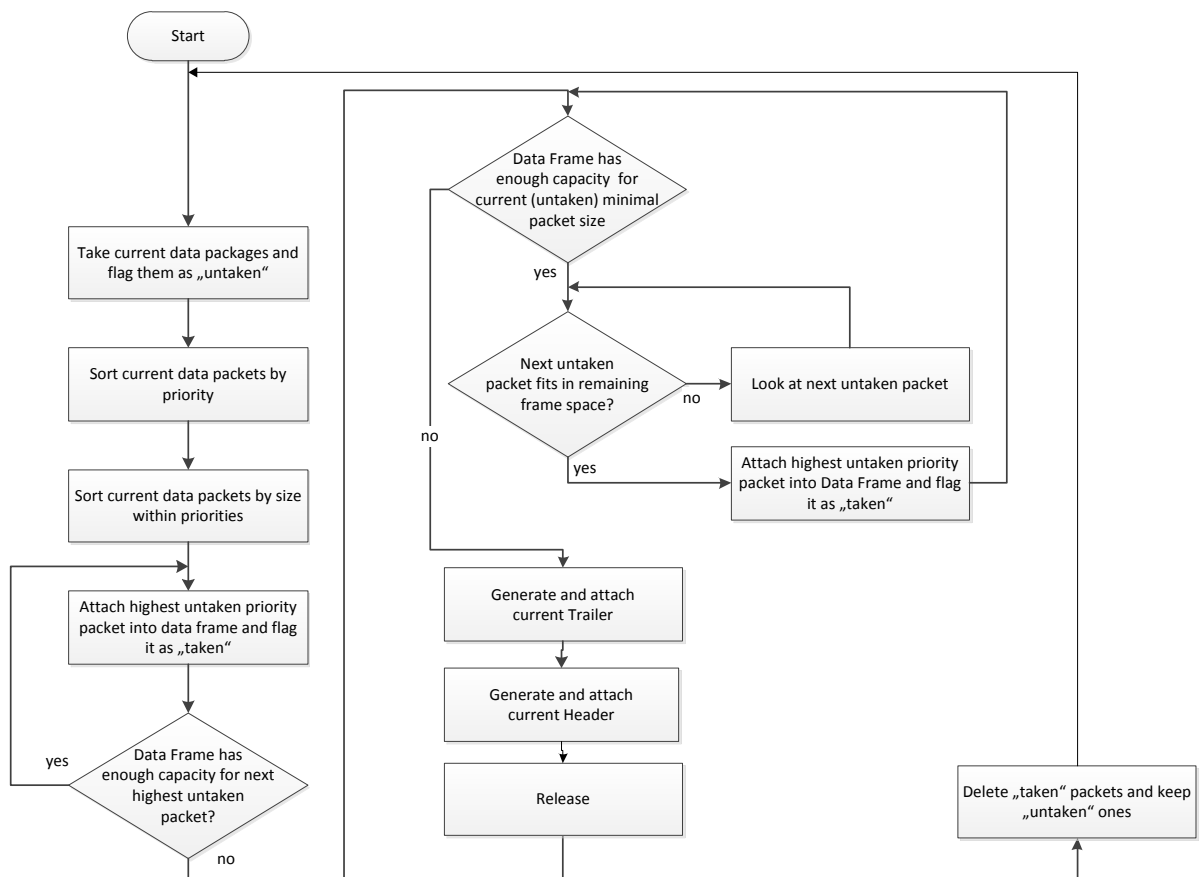 Start
Take current data packages and
flag them as „untaken“
Sort current data packets by
priority
Sort current data packets by size
within priorities
Attach highest untaken priority
packet into data frame and flag
it as „taken“
yes
Data Frame has
enough capacity for next
highest untaken
packet?
no
Data Frame has
enough capacity for
current (untaken) minimal
packet size
yes
Next untaken
packet fits in remaining
frame space?
no
Look at next untaken packet
no
yes
Attach highest untaken priority
packet into Data Frame and flag
it as „taken“
Generate and attach
current Trailer
Generate and attach
current Header
Release
Delete „taken“ packets and keep
„untaken“ ones